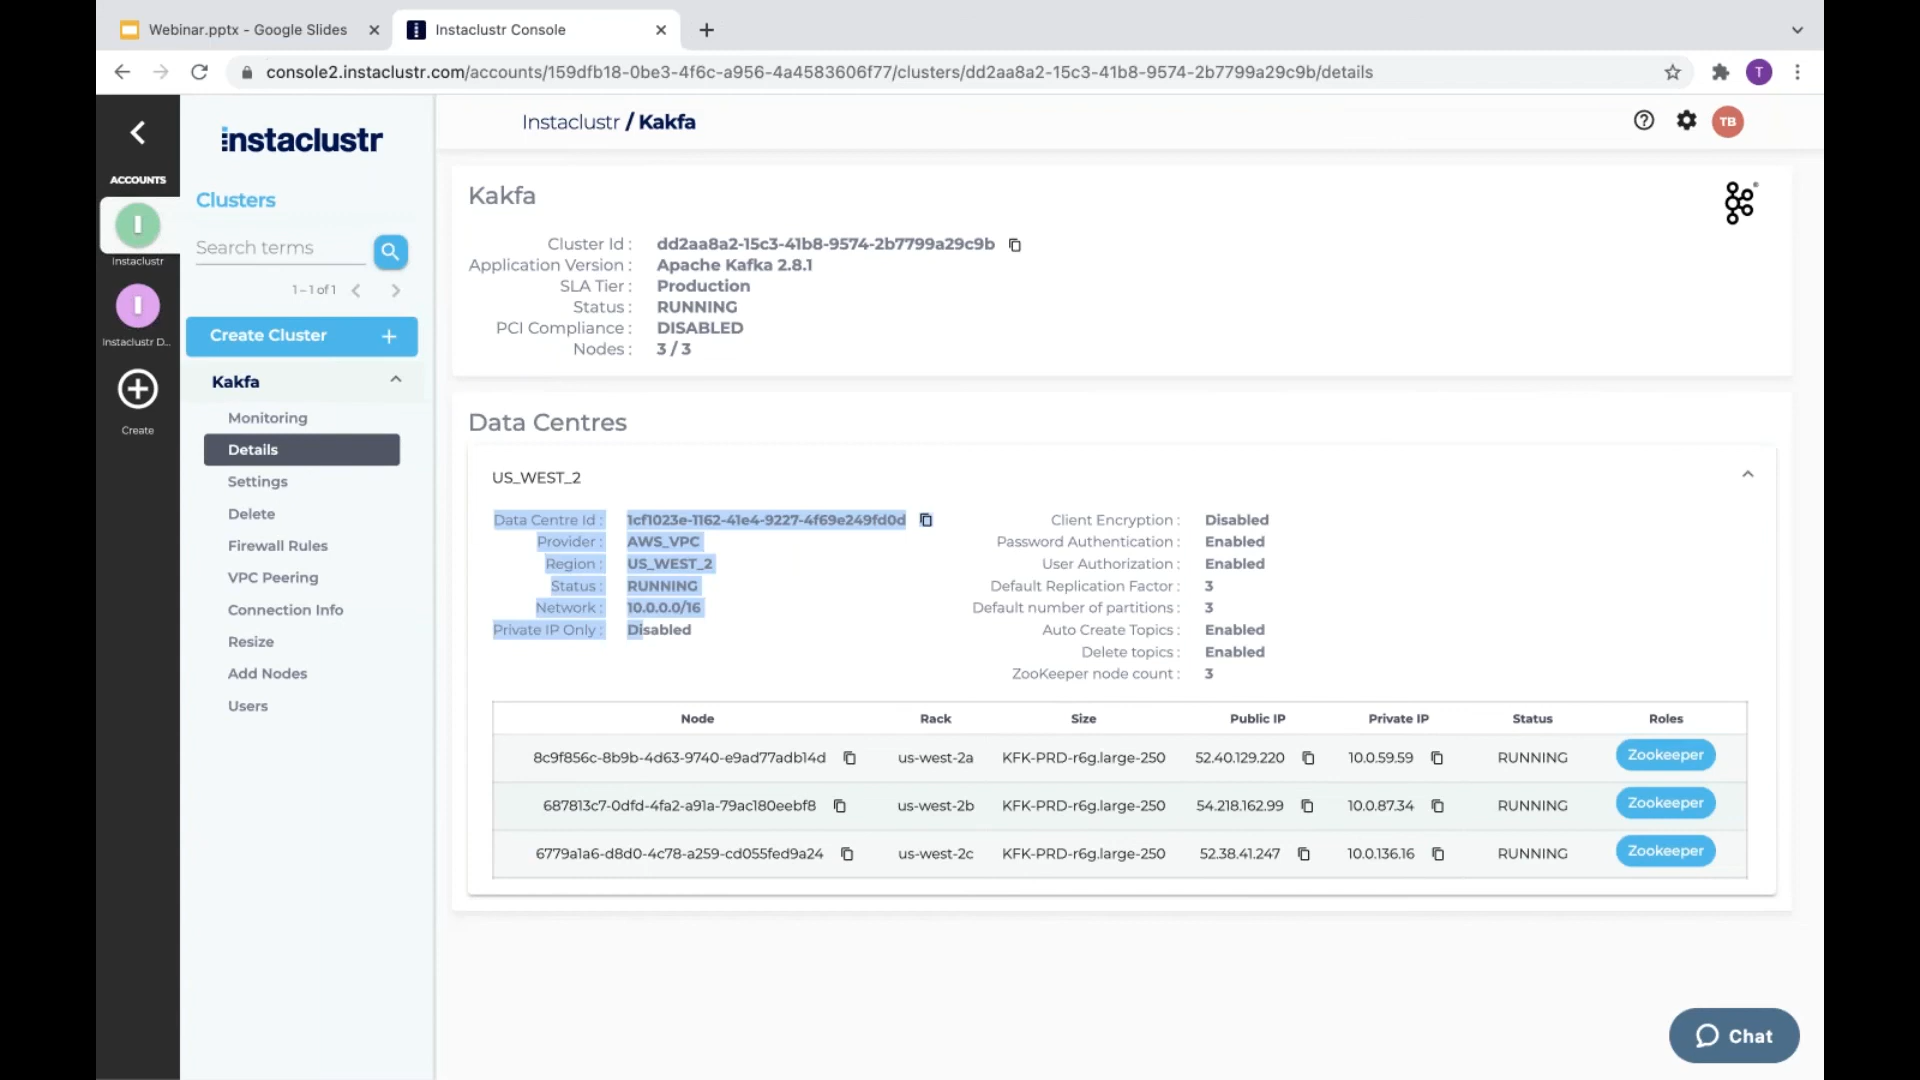 Webinar.pptx - Google Slides
Instaclustr Console
console2.instaclustr.com/accounts/159dfb18-0be3-4f6c-a956-4a4583606f77/clusters/dd2aa8a2-15c3-41b8-9574-2b7799a29c9b/details
T
ACCOUNTS
I
Instaclustr
I
Instaclustr D...
Create
instaclustr
Clusters
Search terms
1 – 1 of 1
Create Cluster +
Kakfa
Monitoring
Details
Settings
Delete
Firewall Rules
VPC Peering
Connection Info
Resize
Add Nodes
Users
Instaclustr / Kakfa
TB
Kakfa
Cluster Id : dd2aa8a2-15c3-41b8-9574-2b7799a29c9b
Application Version : Apache Kafka 2.8.1
SLA Tier : Production
Status : RUNNING
PCI Compliance : DISABLED
Nodes : 3 / 3
Data Centres
US_WEST_2
Data Centre Id : 1cf1023e-1162-41e4-9227-4f69e249fd0d
Provider : AWS_VPC
Region : US_WEST_2
Status : RUNNING
Network : 10.0.0.0/16
Private IP Only : Disabled
Client Encryption : Disabled
Password Authentication : Enabled
User Authorization : Enabled
Default Replication Factor : 3
Default number of partitions : 3
Auto Create Topics : Enabled
Delete topics : Enabled
ZooKeeper node count : 3
Node Rack Size Public IP Private IP Status Roles
8c9f856c-8b9b-4d63-9740-e9ad77adb14d us-west-2a KFK-PRD-r6g.large-250 52.40.129.220 10.0.59.59 RUNNING Zookeeper
687813c7-0dfd-4fa2-a91a-79ac180eebf8 us-west-2b KFK-PRD-r6g.large-250 54.218.162.99 10.0.87.34 RUNNING Zookeeper
6779a1a6-d8d0-4c78-a259-cd055fed9a24 us-west-2c KFK-PRD-r6g.large-250 52.38.41.247 10.0.136.16 RUNNING Zookeeper
Chat